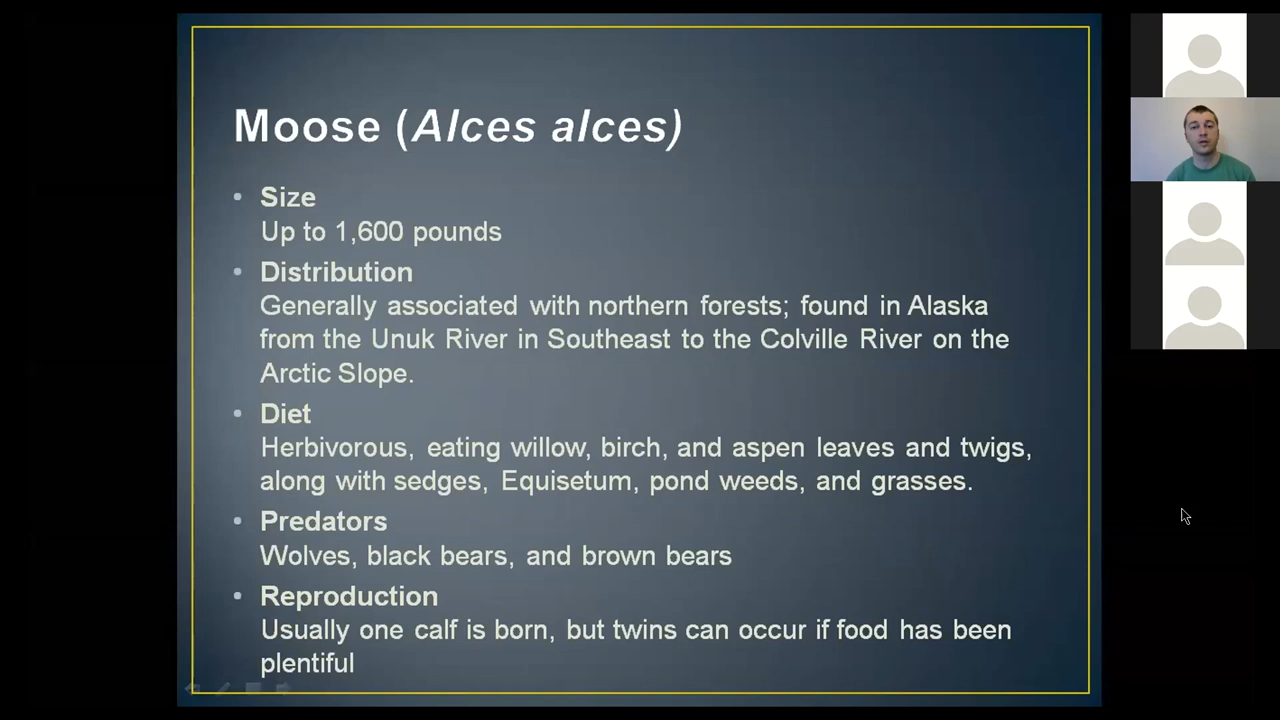 Moose (Alces alces)
• Size
Up to 1,600 pounds
• Distribution
Generally associated with northern forests; found in Alaska
from the Unuk River in Southeast to the Colville River on the
Arctic Slope.
• Diet
Herbivorous, eating willow, birch, and aspen leaves and twigs,
along with sedges, Equisetum, pond weeds, and grasses.
• Predators
Wolves, black bears, and brown bears
• Reproduction
Usually one calf is born, but twins can occur if food has been
plentiful